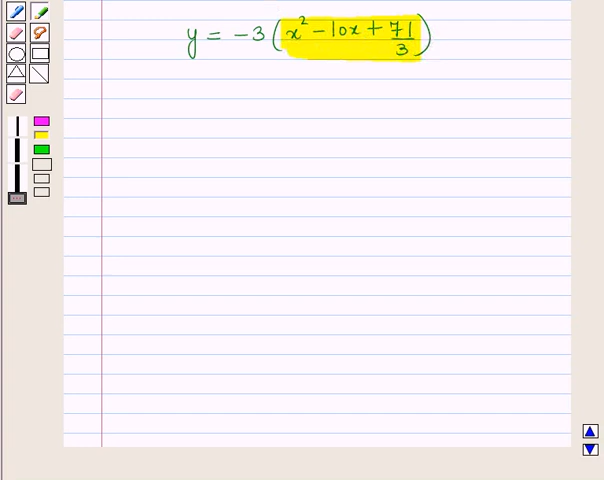 y = -3 ( x² - 10x + 71/3 )